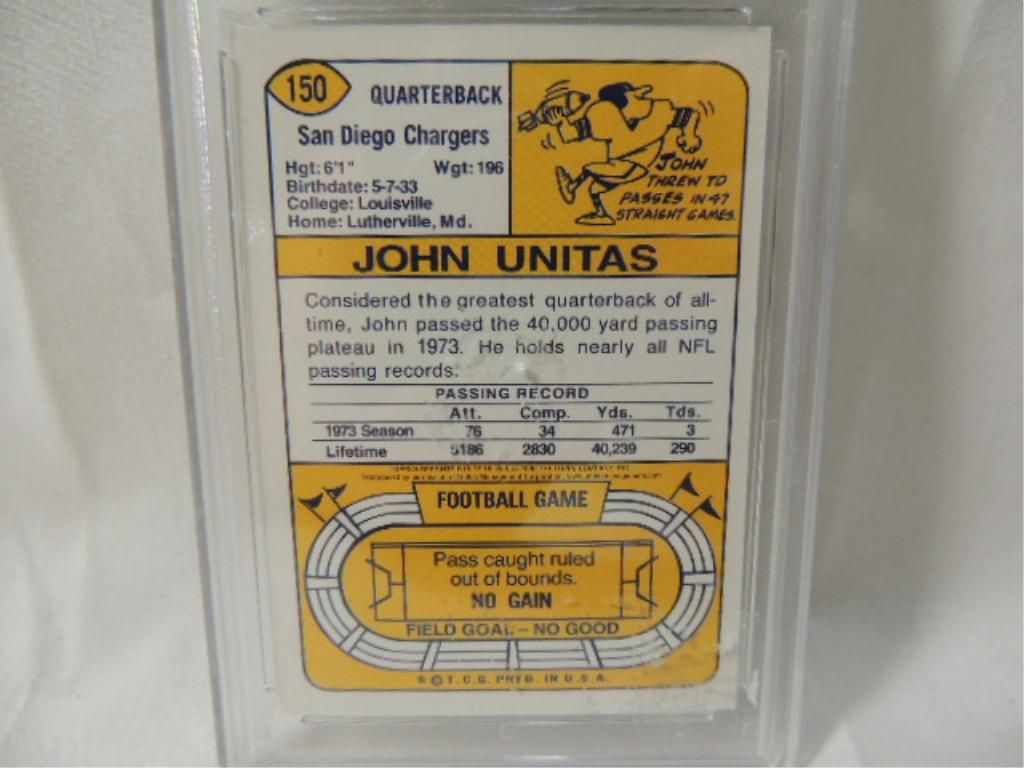 150
QUARTERBACK
San Diego Chargers
Hgt: 6'1" Wgt: 196
Birthdate: 5-7-33
College: Louisville
Home: Lutherville, Md.
JOHN
THREW TD
PASSES IN 47
STRAIGHT GAMES.
JOHN UNITAS
Considered the greatest quarterback of all-
time, John passed the 40,000 yard passing
plateau in 1973. He holds nearly all NFL
passing records.
PASSING RECORD
Att. Comp. Yds. Tds.
1973 Season 76 34 471 3
Lifetime 5186 2830 40,239 290
FOOTBALL GAME
Pass caught ruled
out of bounds.
NO GAIN
FIELD GOAL – NO GOOD
* © T.C.G. PRTD. IN U.S.A.